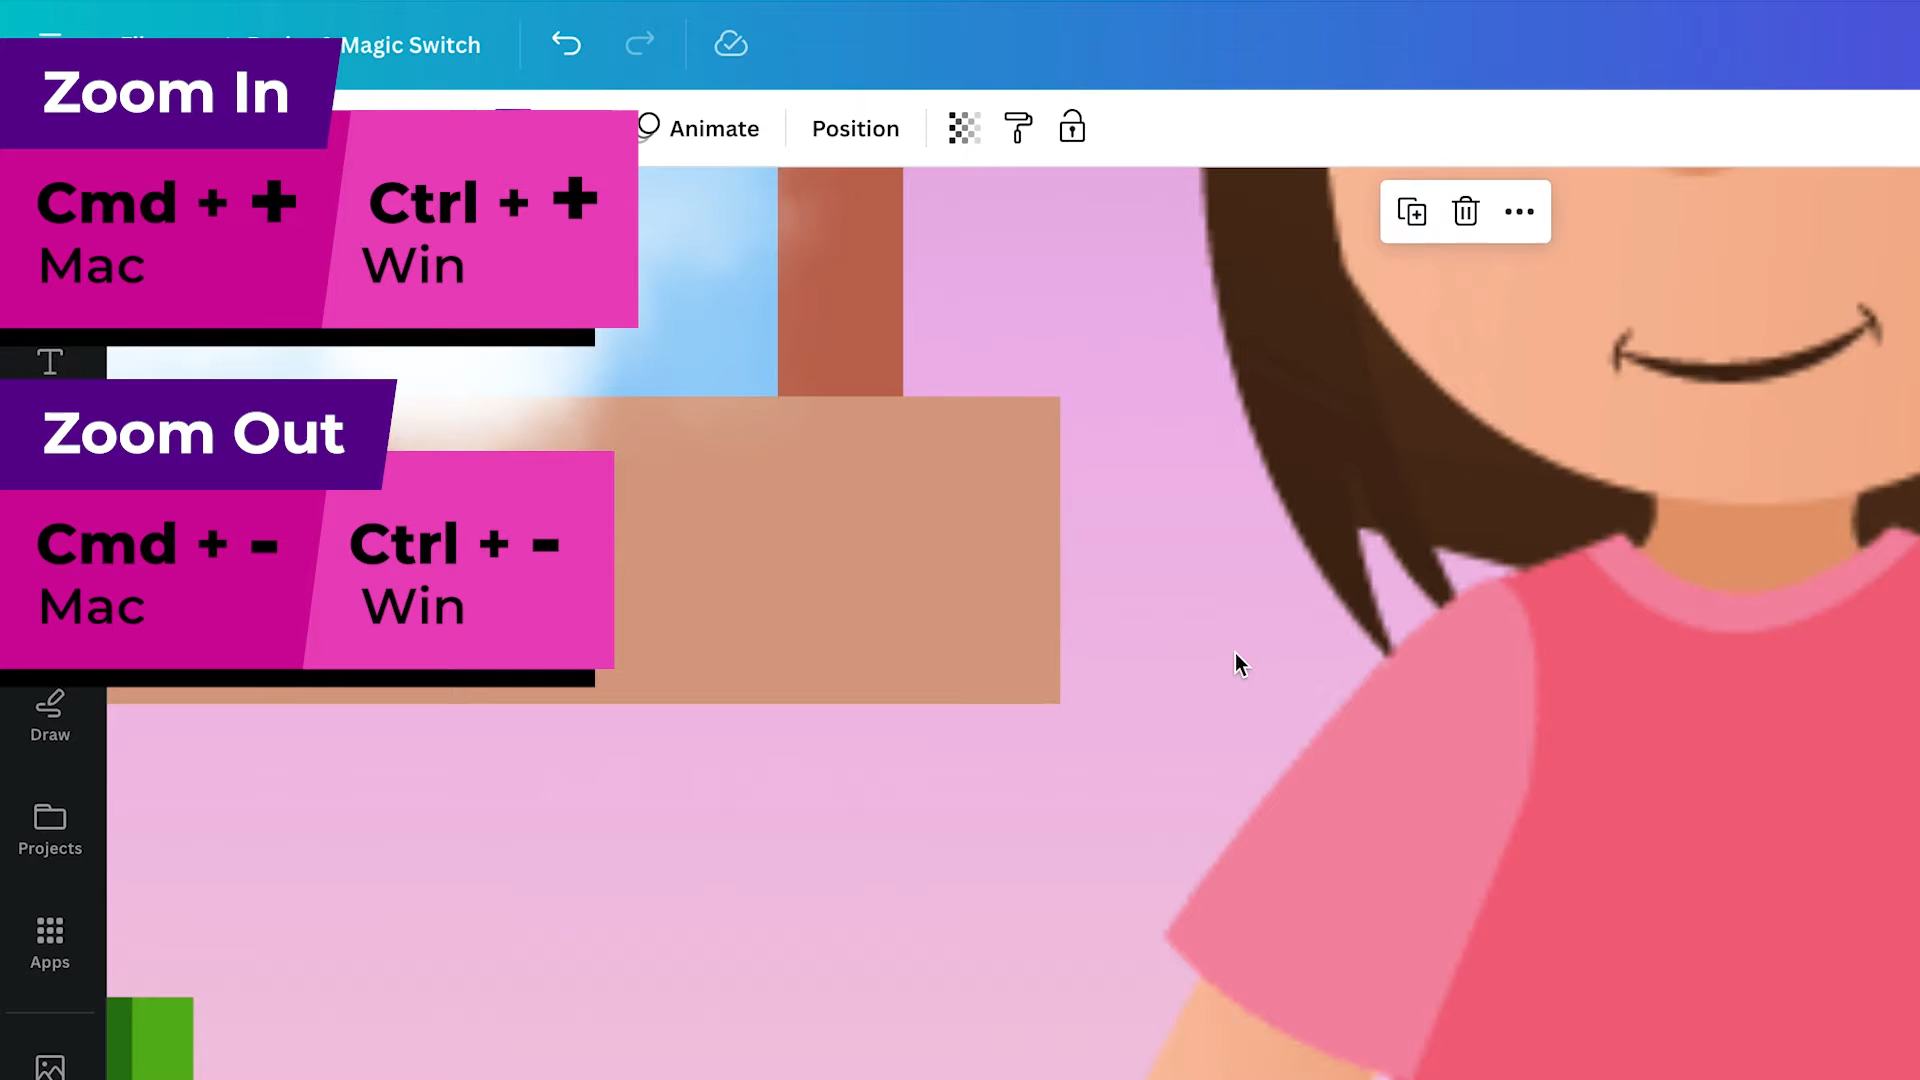 Magic Switch
Zoom In
Animate
Position
Cmd + +
Ctrl + +
Mac
Win
Zoom Out
Cmd + -
Ctrl + -
Mac
Win
Draw
Projects
Apps